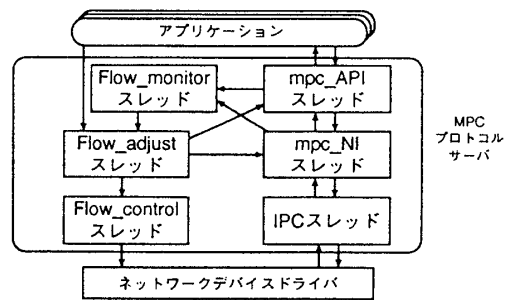 アプリケーション
Flow_monitor
スレッド
mpc_API
スレッド
Flow_adjust
スレッド
mpc_NI
スレッド
MPC
プロトコル
サーバ
Flow_control
スレッド
IPCスレッド
ネットワークデバイスドライバ